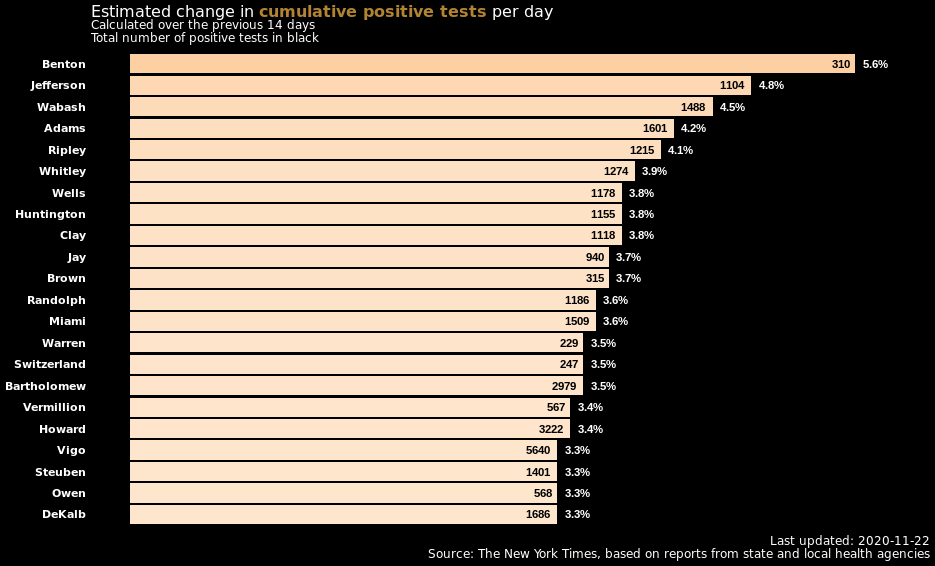 Estimated change in cumulative positive tests per day
Calculated over the previous 14 days
Total number of positive tests in black
Benton 310 5.6%
Jefferson 1104 4.8%
Wabash 1488 4.5%
Adams 1601 4.2%
Ripley 1215 4.1%
Whitley 1274 3.9%
Wells 1178 3.8%
Huntington 1155 3.8%
Clay 1118 3.8%
Jay 940 3.7%
Brown 315 3.7%
Randolph 1186 3.6%
Miami 1509 3.6%
Warren 229 3.5%
Switzerland 247 3.5%
Bartholomew 2979 3.5%
Vermillion 567 3.4%
Howard 3222 3.4%
Vigo 5640 3.3%
Steuben 1401 3.3%
Owen 568 3.3%
DeKalb 1686 3.3%
Last updated: 2020-11-22
Source: The New York Times, based on reports from state and local health agencies